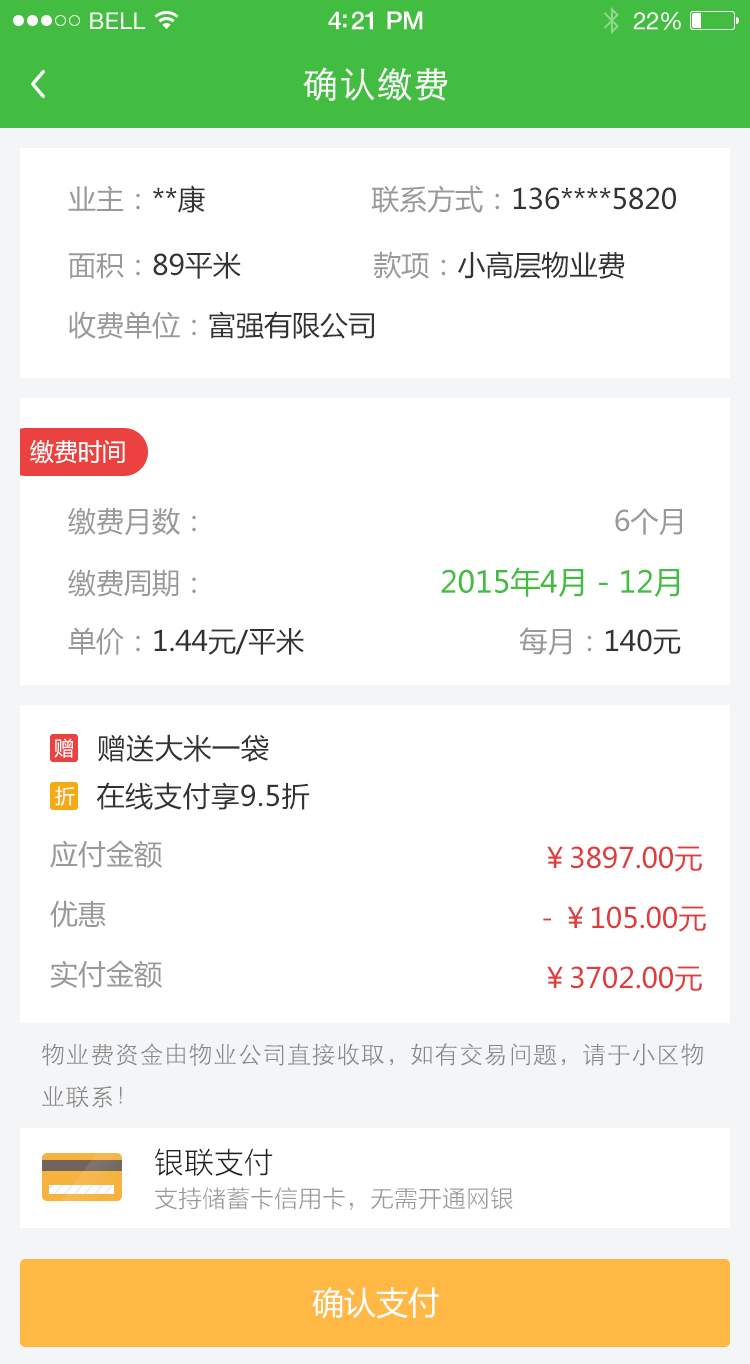 BELL 4:21 PM 22%
确认缴费
业主：**康 联系方式：136****5820
面积：89平米 款项：小高层物业费
收费单位：富强有限公司
缴费时间
缴费月数： 6个月
缴费周期： 2015年4月 - 12月
单价：1.44元/平米 每月：140元
赠 赠送大米一袋
折 在线支付享9.5折
应付金额 ￥3897.00元
优惠 - ￥105.00元
实付金额 ￥3702.00元
物业费资金由物业公司直接收取，如有交易问题，请于小区物
业联系！
银联支付
支持储蓄卡信用卡，无需开通网银
确认支付